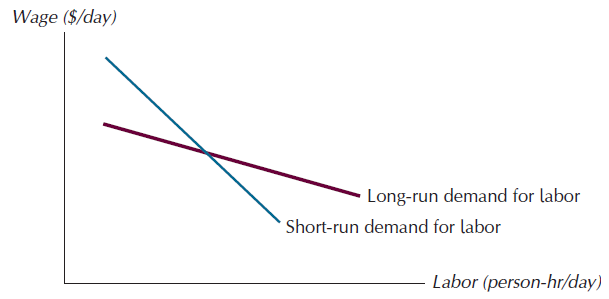 Wage ($/day)
Long-run demand for labor
Short-run demand for labor
Labor (person-hr/day)